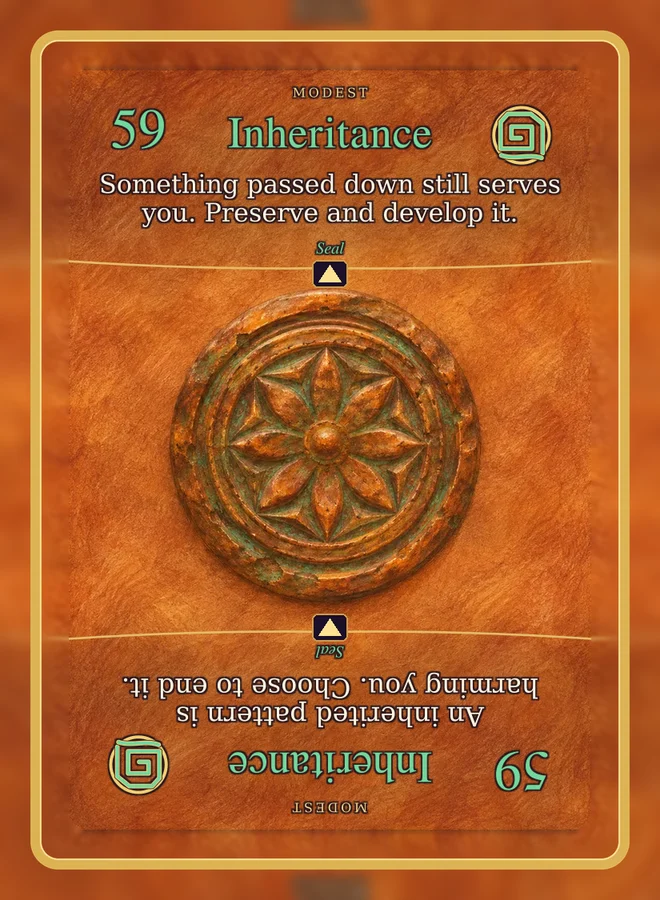 MODEST
59 Inheritance
Something passed down still serves
you. Preserve and develop it.
Seal
MODEST
59 Inheritance
An inherited pattern is
harming you. Choose to end it.
Seal